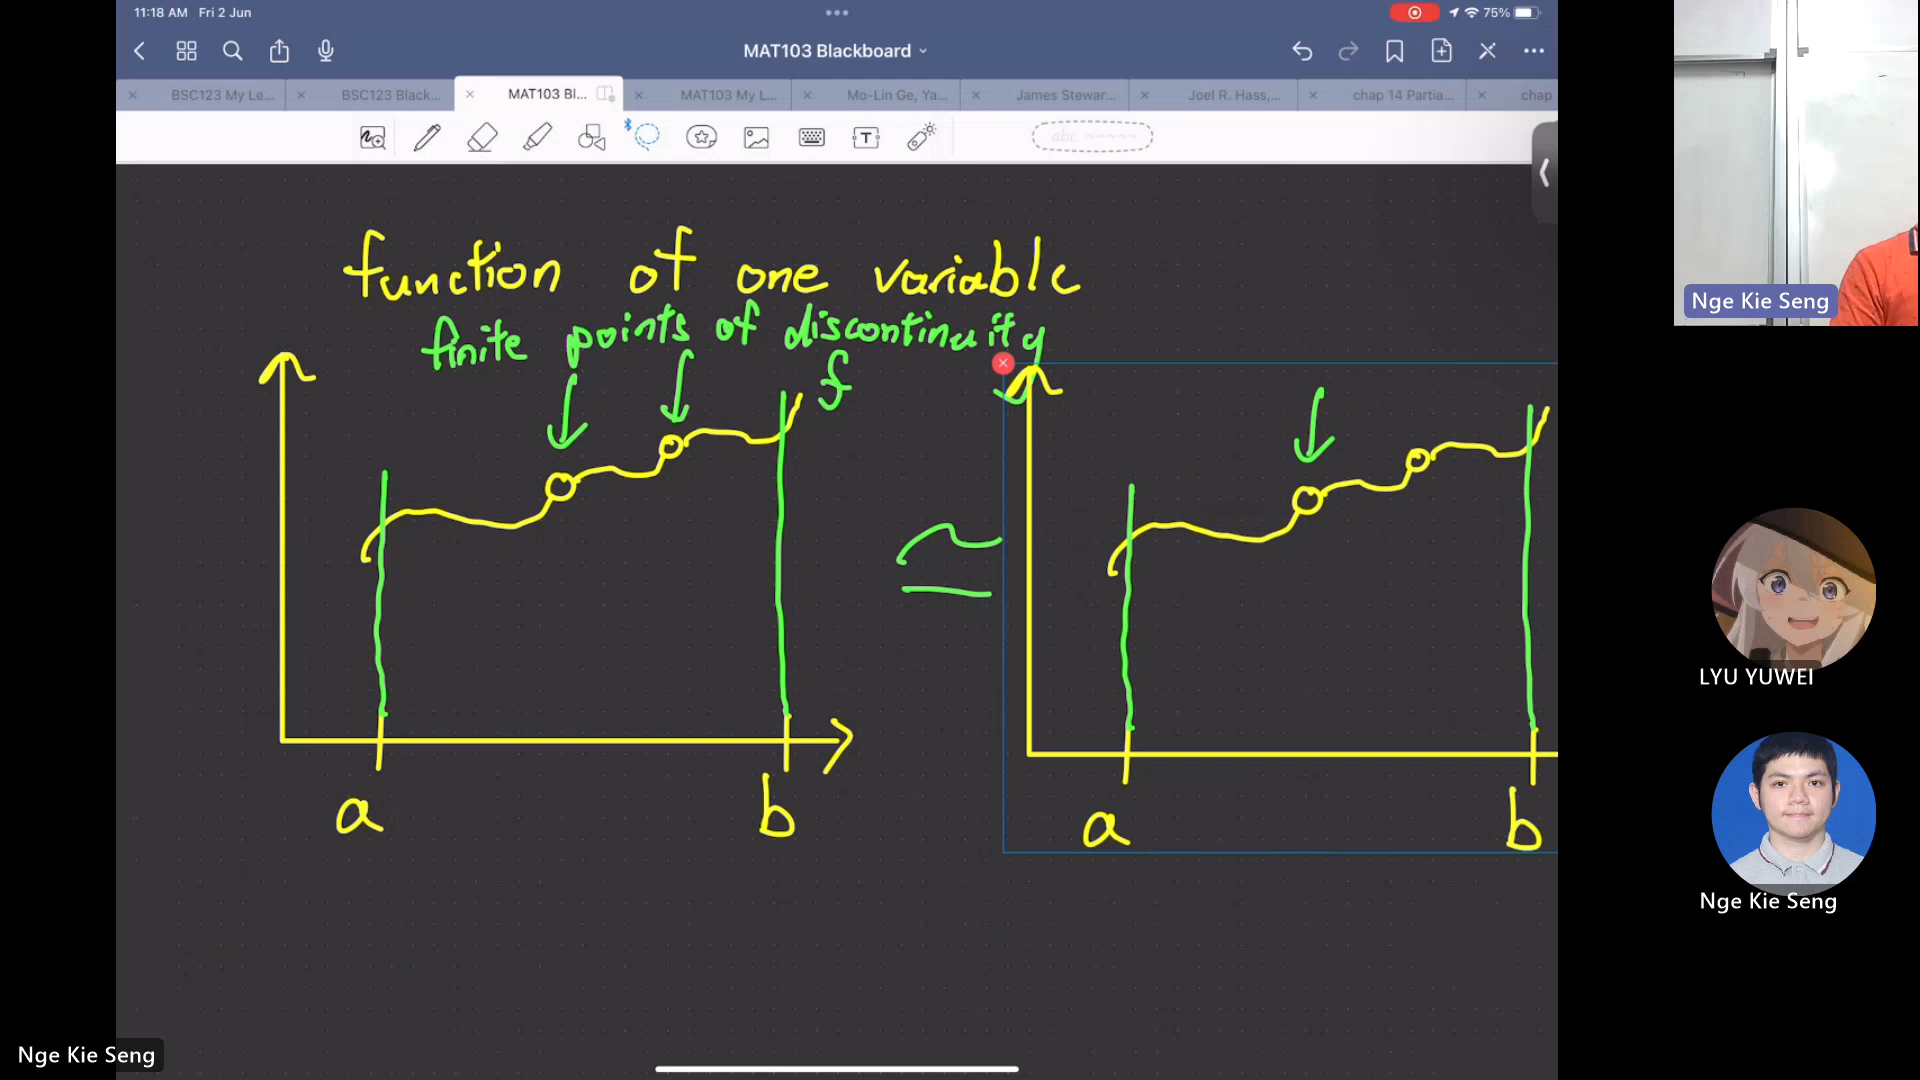 11:18 AM Fri 2 Jun
75%
MAT103 Blackboard
BSC123 My Le...
BSC123 Black...
MAT103 Bl...
MAT103 My L...
Mo-Lin Ge, Ya...
James Stewar...
Joel R. Hass,...
chap 14 Partia...
chap
T
abc
function of one variable
finite points of discontinuity
f
a
b
a
b
Nge Kie Seng
LYU YUWEI
Nge Kie Seng
Nge Kie Seng